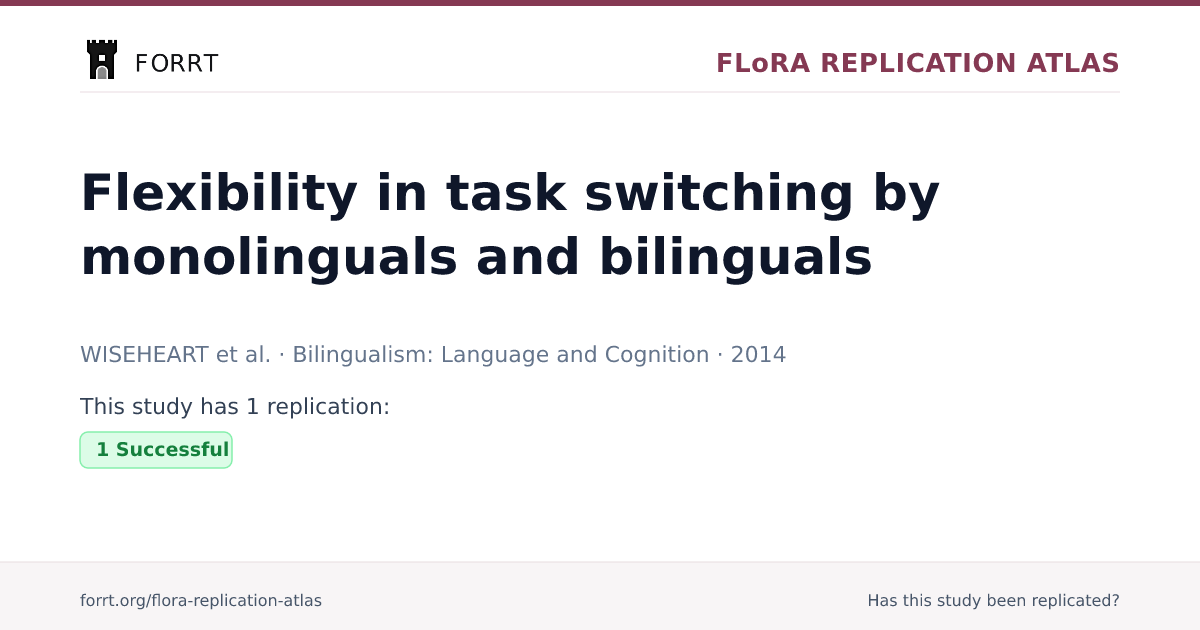 FORRT
FLoRA REPLICATION ATLAS
Flexibility in task switching by
monolinguals and bilinguals
WISEHEART et al. · Bilingualism: Language and Cognition · 2014
This study has 1 replication:
1 Successful
forrt.org/flora-replication-atlas
Has this study been replicated?